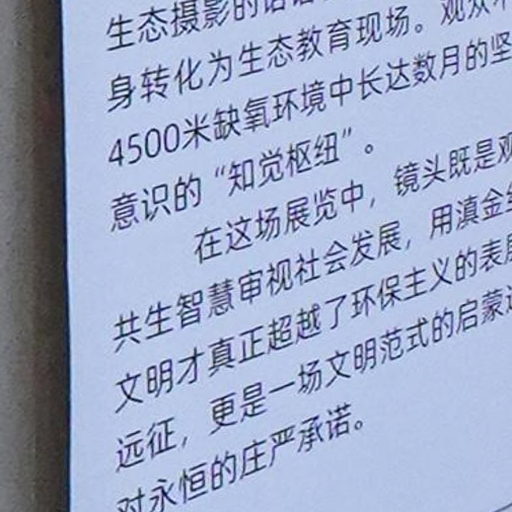 生态摄影的
身转化为生态教育现场。观众
4500米缺氧环境中长达数月的坚
意识的“知觉枢纽”。
在这场展览中，镜头既是观
共生智慧审视社会发展，用滇金
文明才真正超越了环保主义的表
远征，更是一场文明范式的启蒙
对永恒的庄严承诺。